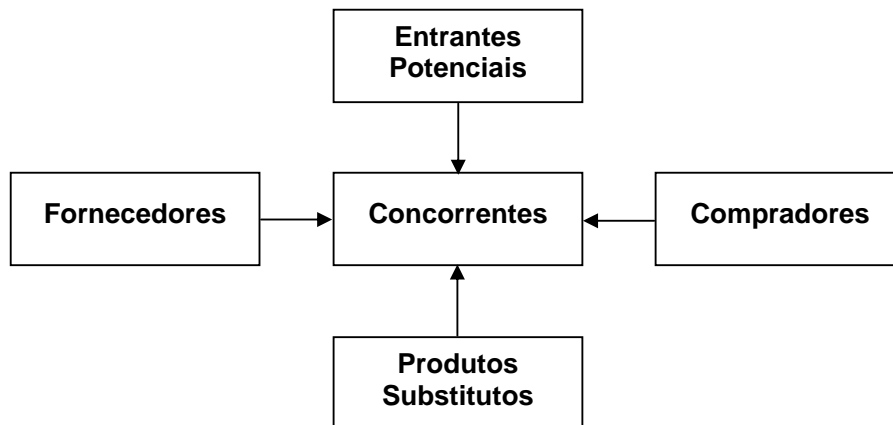 Entrantes
Potenciais
Fornecedores
Concorrentes
Compradores
Produtos
Substitutos